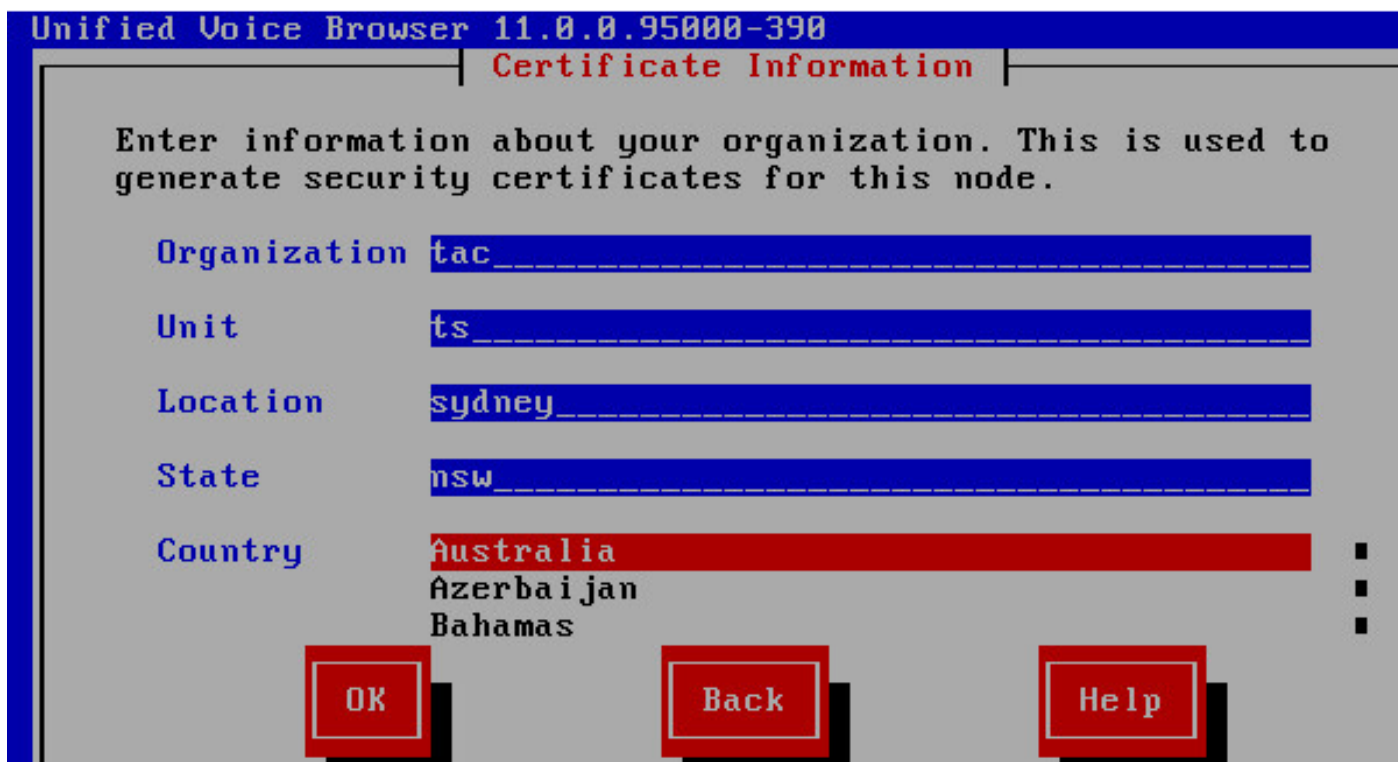 Unified Voice Browser 11.0.0.95000-390
Certificate Information
Enter information about your organization. This is used to
generate security certificates for this node.
Organization tac
Unit ts
Location sydney
State nsw
Country Australia
Azerbaijan
Bahamas
OK Back Help